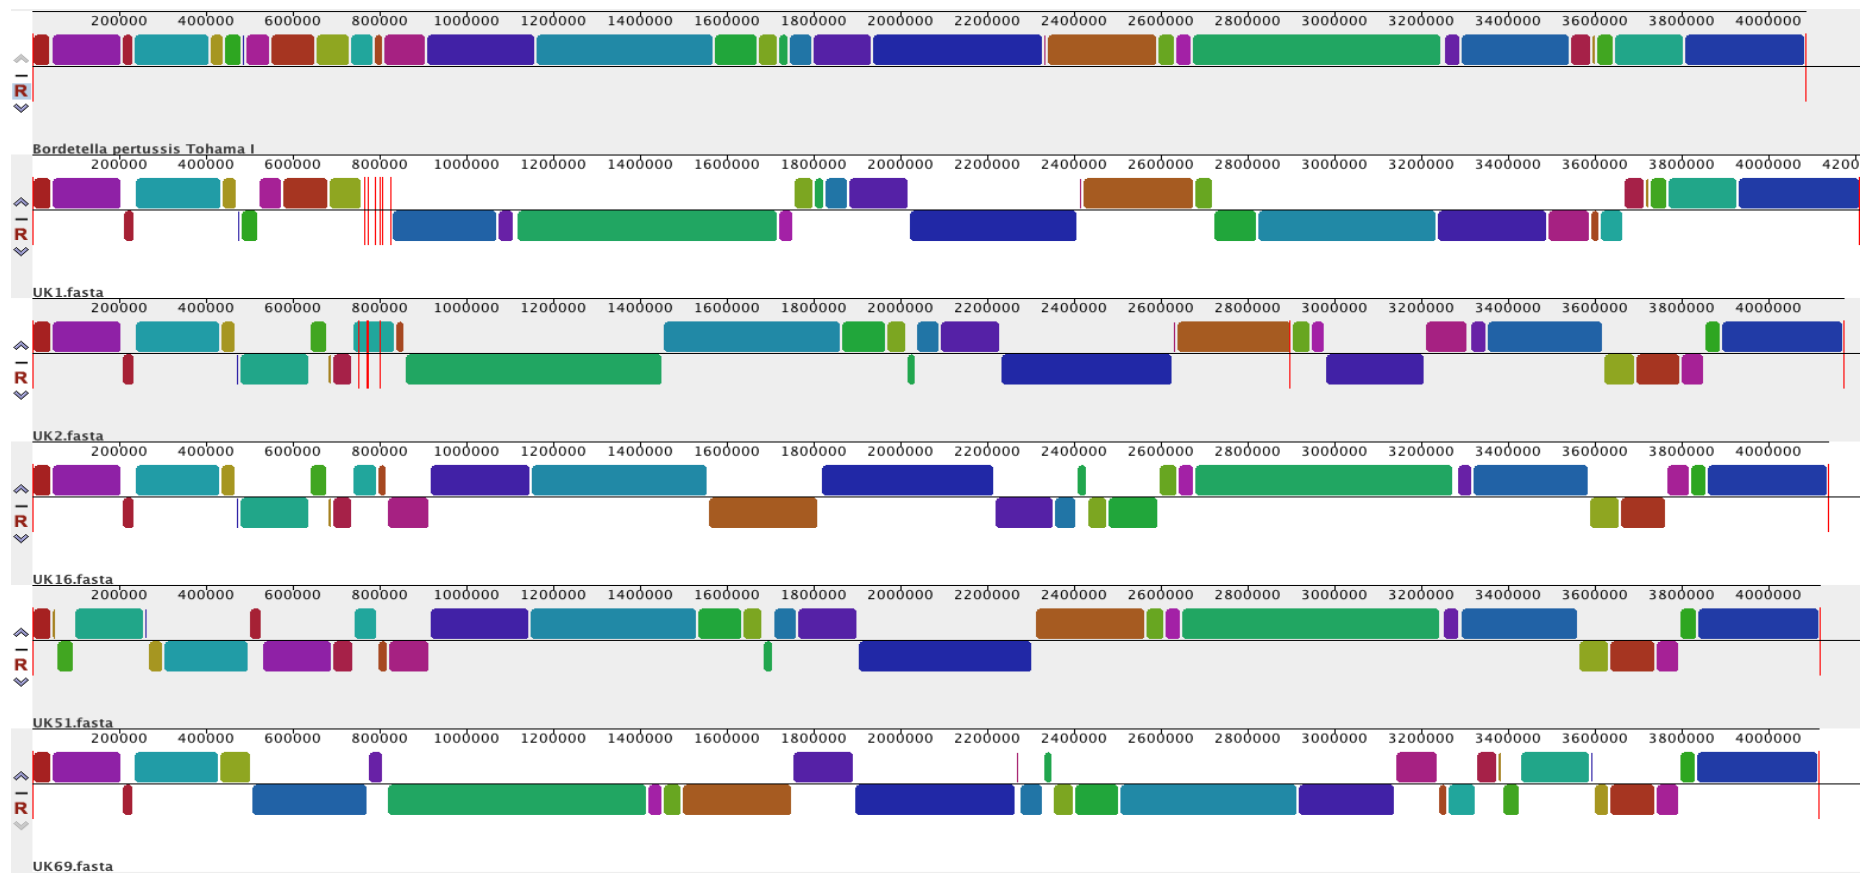 200000 400000 600000 800000 1000000 1200000 1400000 1600000 1800000 2000000 2200000 2400000 2600000 2800000 3000000 3200000 3400000 3600000 3800000 4000000
R
Bordetella pertussis Tohama I
200000 400000 600000 800000 1000000 1200000 1400000 1600000 1800000 2000000 2200000 2400000 2600000 2800000 3000000 3200000 3400000 3600000 3800000 4000000 4200
R
UK1.fasta
200000 400000 600000 800000 1000000 1200000 1400000 1600000 1800000 2000000 2200000 2400000 2600000 2800000 3000000 3200000 3400000 3600000 3800000 4000000
R
UK2.fasta
200000 400000 600000 800000 1000000 1200000 1400000 1600000 1800000 2000000 2200000 2400000 2600000 2800000 3000000 3200000 3400000 3600000 3800000 4000000
R
UK16.fasta
200000 400000 600000 800000 1000000 1200000 1400000 1600000 1800000 2000000 2200000 2400000 2600000 2800000 3000000 3200000 3400000 3600000 3800000 4000000
R
UK51.fasta
200000 400000 600000 800000 1000000 1200000 1400000 1600000 1800000 2000000 2200000 2400000 2600000 2800000 3000000 3200000 3400000 3600000 3800000 4000000
R
UK69.fasta